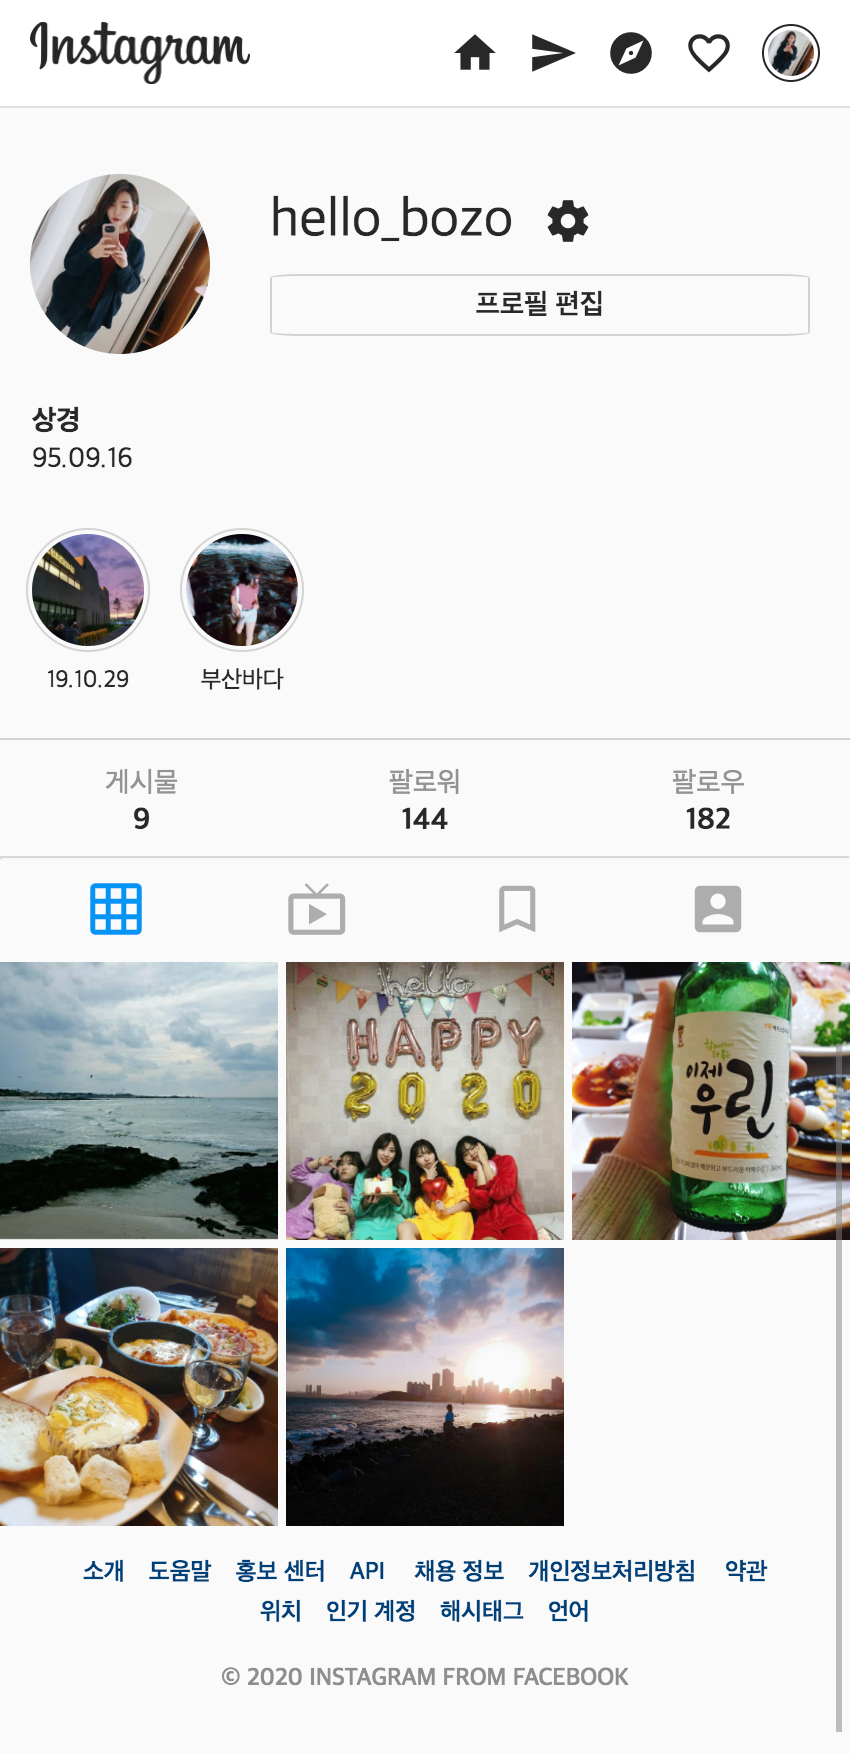 Instagram
hello_bozo
프로필 편집
상경
95.09.16
19.10.29 부산바다
게시물 팔로워 팔로우
9 144 182
hello
HAPPY
2020
이제
우린
소개 도움말 홍보 센터 API 채용 정보 개인정보처리방침 약관
위치 인기 계정 해시태그 언어
© 2020 INSTAGRAM FROM FACEBOOK